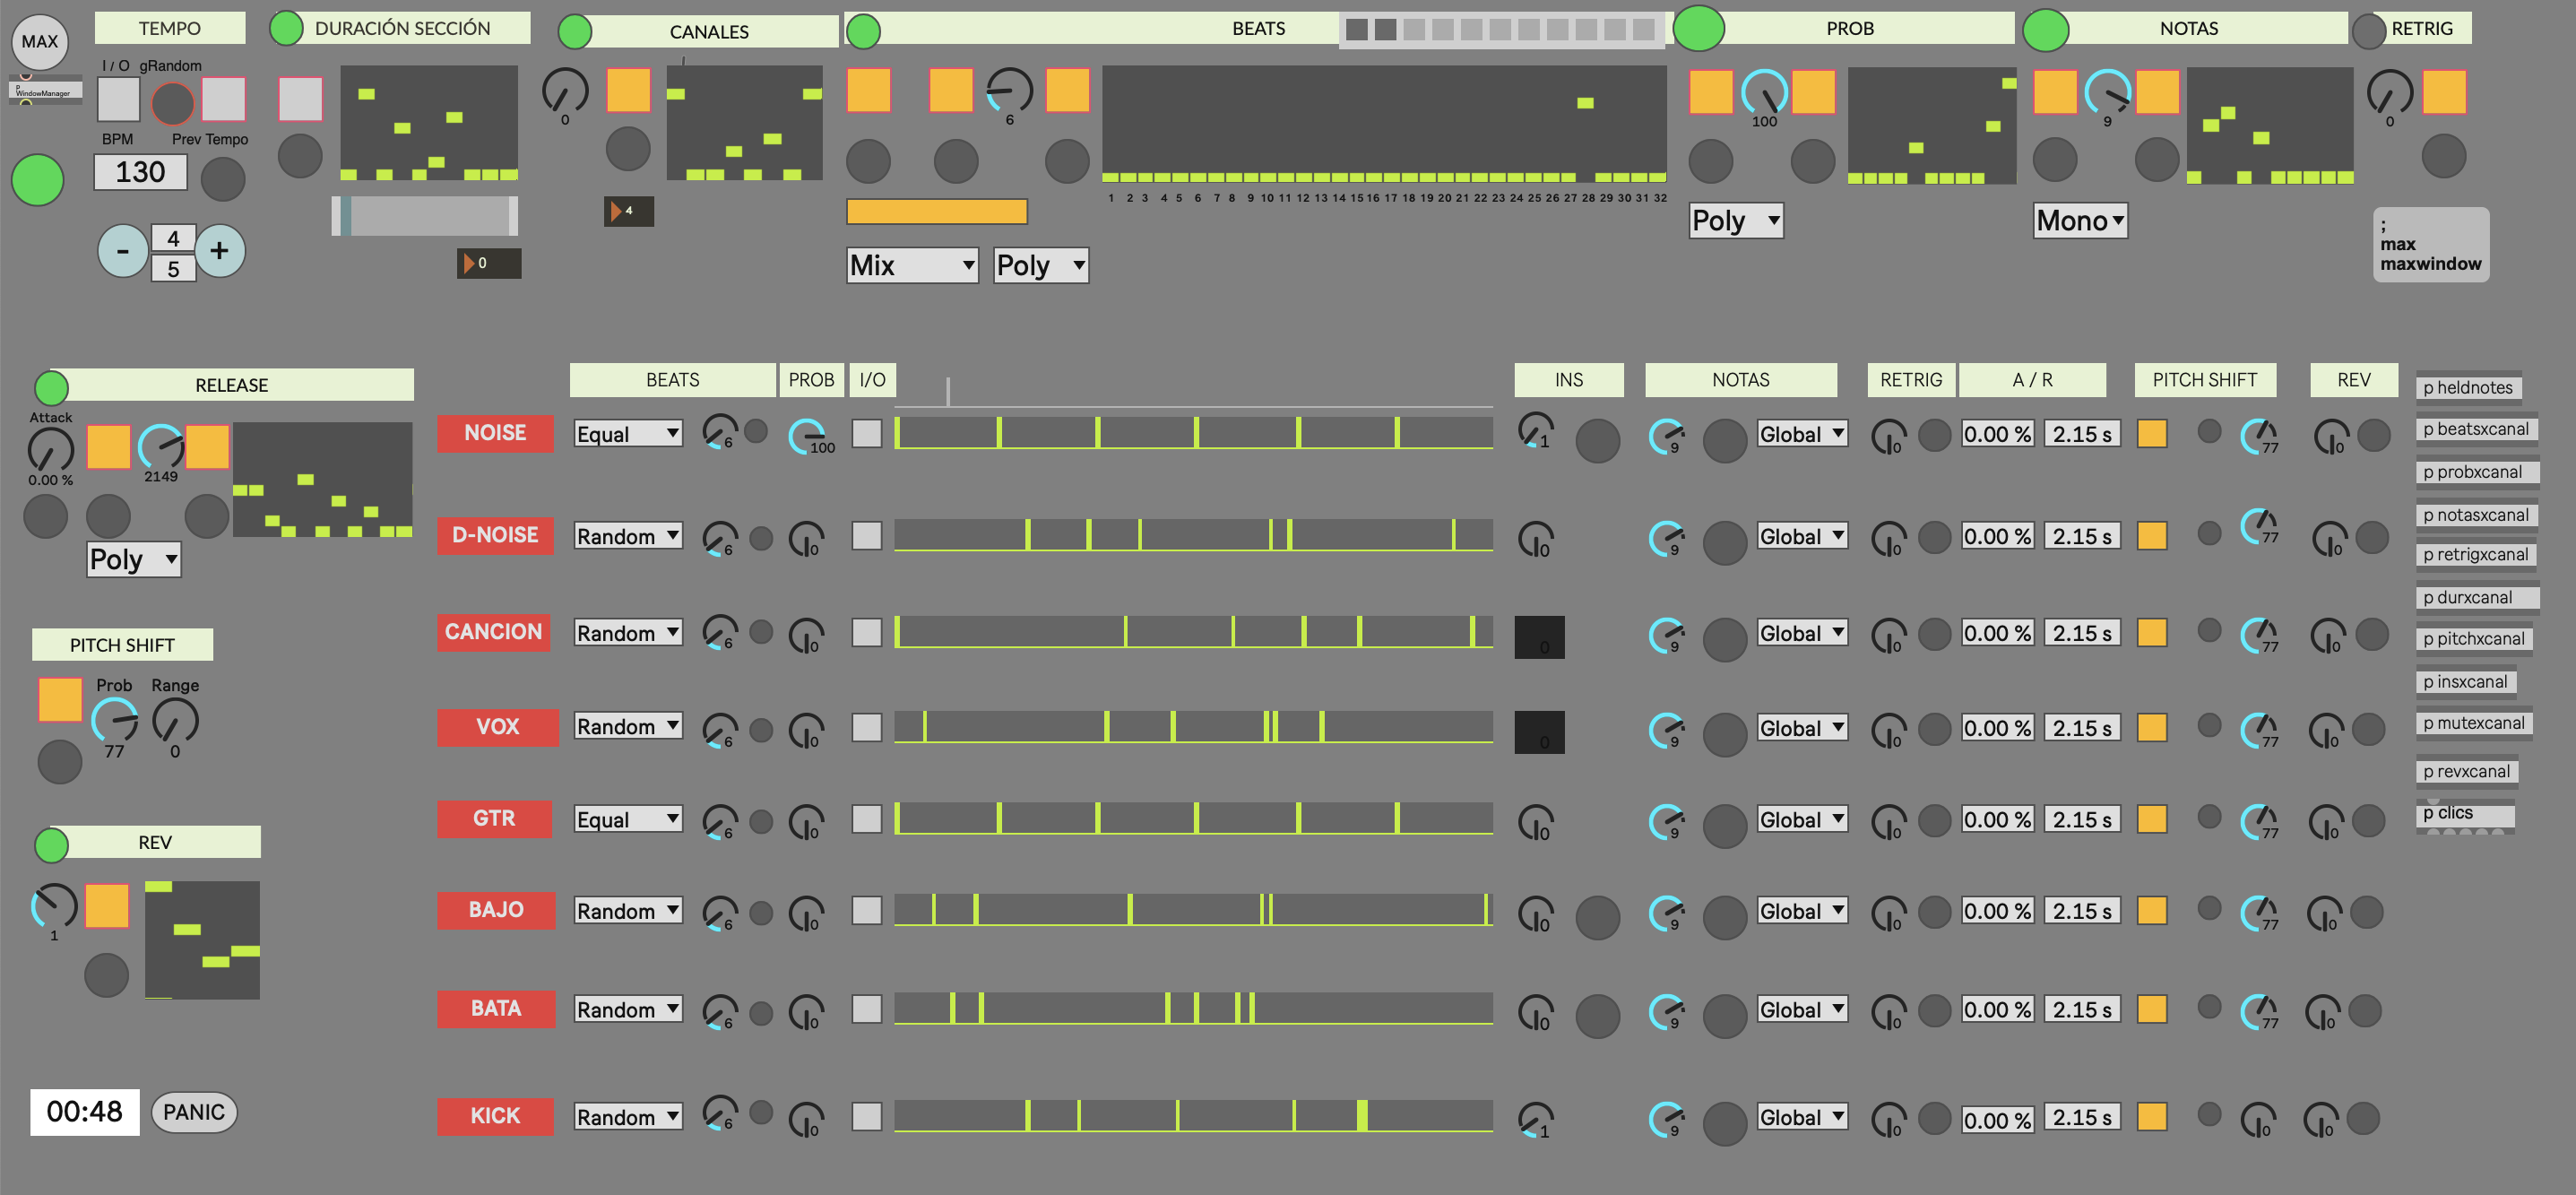 MAX
TEMPO
DURACIÓN SECCIÓN
CANALES
BEATS
PROB
NOTAS
RETRIG
I / O gRandom
p
WindowManager
BPM Prev Tempo
130
4
5
- +
0
0
4
6
1 2 3 4 5 6 7 8 9 10 11 12 13 14 15 16 17 18 19 20 21 22 23 24 25 26 27 28 29 30 31 32
Mix Poly
100
Poly
9
Mono
0
;
max
maxwindow
RELEASE
Attack
0.00 %
2149
Poly
PITCH SHIFT
Prob Range
77 0
REV
1
00:48 PANIC
BEATS PROB I/O INS NOTAS RETRIG A / R PITCH SHIFT REV
NOISE Equal 6 100 1 9 Global 0 0.00 % 2.15 s 77 0
D-NOISE Random 6 0 0 9 Global 0 0.00 % 2.15 s 77 0
CANCION Random 6 0 0 9 Global 0 0.00 % 2.15 s 77 0
VOX Random 6 0 0 9 Global 0 0.00 % 2.15 s 77 0
GTR Equal 6 0 0 9 Global 0 0.00 % 2.15 s 77 0
BAJO Random 6 0 0 9 Global 0 0.00 % 2.15 s 77 0
BATA Random 6 0 0 9 Global 0 0.00 % 2.15 s 77 0
KICK Random 6 0 1 9 Global 0 0.00 % 2.15 s 0 0
p heldnotes
p beatsxcanal
p probxcanal
p notasxcanal
p retrigxcanal
p durxcanal
p pitchxcanal
p insxcanal
p mutexcanal
p revxcanal
p clics